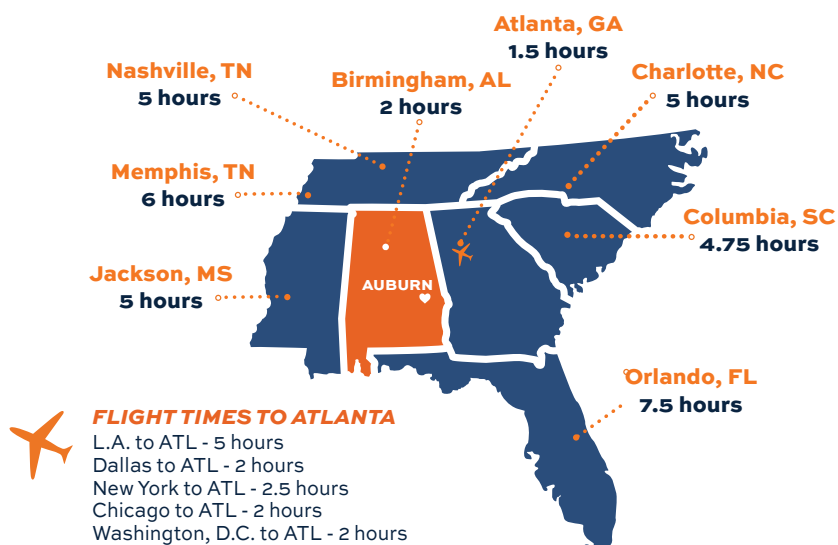 Atlanta, GA
1.5 hours
Nashville, TN
5 hours
Birmingham, AL
2 hours
Charlotte, NC
5 hours
Memphis, TN
6 hours
Columbia, SC
4.75 hours
Jackson, MS
5 hours
AUBURN
Orlando, FL
7.5 hours
FLIGHT TIMES TO ATLANTA
L.A. to ATL - 5 hours
Dallas to ATL - 2 hours
New York to ATL - 2.5 hours
Chicago to ATL - 2 hours
Washington, D.C. to ATL - 2 hours